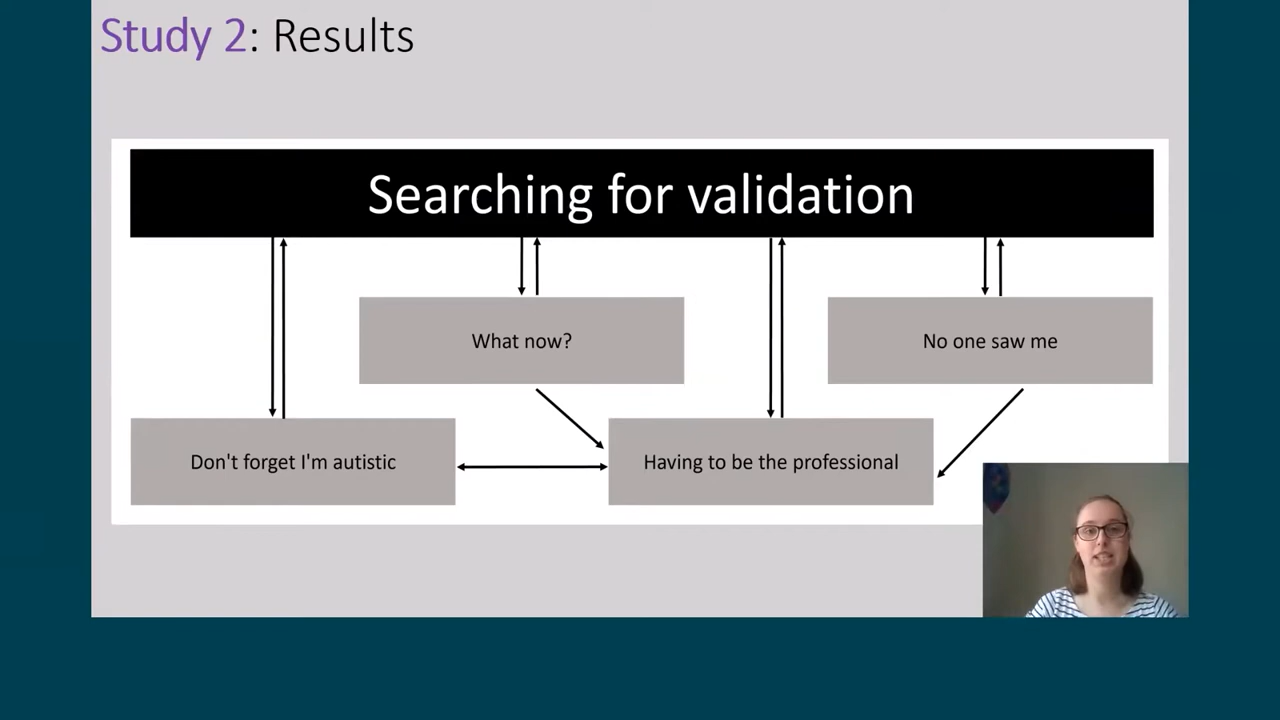 Study 2: Results
Searching for validation
What now?
No one saw me
Don't forget I'm autistic
Having to be the professional